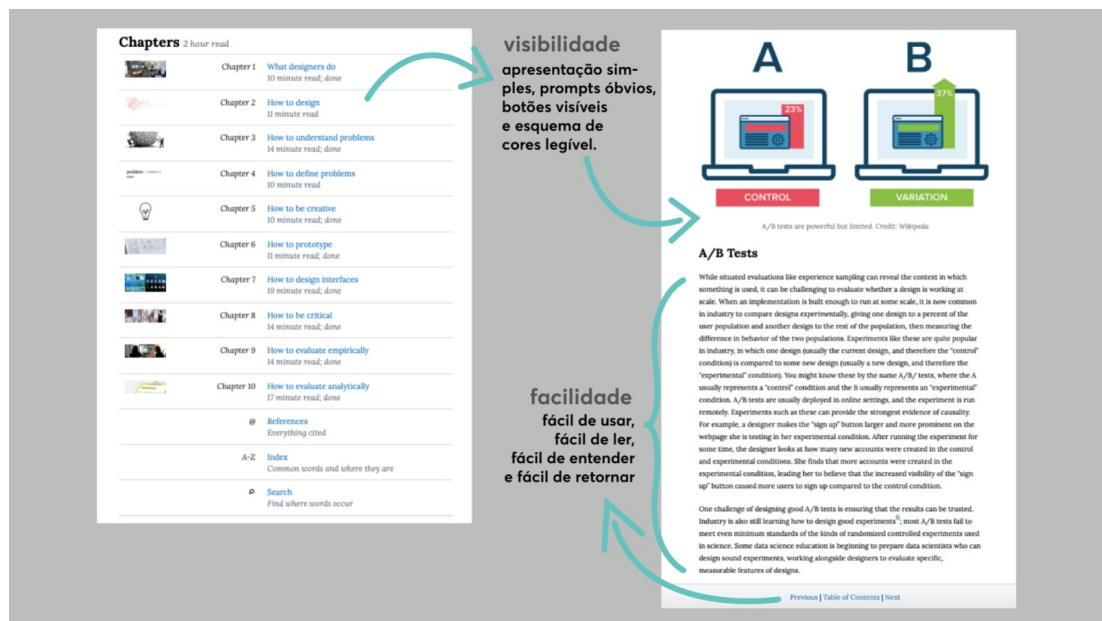 Chapters 2 hour read
Chapter 1 What designers do
10 minute read; done
Chapter 2 How to design
11 minute read
Chapter 3 How to understand problems
14 minute read; done
Chapter 4 How to define problems
10 minute read
Chapter 5 How to be creative
10 minute read; done
Chapter 6 How to prototype
11 minute read; done
Chapter 7 How to design interfaces
19 minute read; done
Chapter 8 How to be critical
14 minute read; done
Chapter 9 How to evaluate empirically
14 minute read; done
Chapter 10 How to evaluate analytically
17 minute read; done
@ References
Everything cited
A-Z Index
Common words and where they are
Search
Find where words occur
visibilidade
apresentação sim-
ples, prompts óbvios,
botões visíveis
e esquema de
cores legível.
facilidade
fácil de usar,
fácil de ler,
fácil de entender
e fácil de retornar
A B
23% 37%
CONTROL VARIATION
A/B tests are powerful but limited. Credit: Wikipeda
A/B Tests
While situated evaluations like experience sampling can reveal the context in which
something is used, it can be challenging to evaluate whether a design is working at
scale. When an implementation is built enough to run at some scale, it is now common
in industry to compare designs experimentally, giving one design to a percent of the
user population and another design to the rest of the population, then measuring the
difference in behavior of the two populations. Experiments like these are quite popular
in industry, in which one design (usually the current design, and therefore the "control"
condition) is compared to some new design (usually a new design, and therefore the
"experimental" condition). You might know these by the name A/B/ tests, where the A
usually represents a "control" condition and the B usually represents an "experimental"
condition. A/B tests are usually deployed in online settings, and the experiment is run
remotely. Experiments such as these can provide the strongest evidence of causality.
For example, a designer makes the "sign up" button larger and more prominent on the
webpage she is testing in her experimental condition. After running the experiment for
some time, the designer looks at how many new accounts were created in the control
and experimental conditions. She finds that more accounts were created in the
experimental condition, leading her to believe that the increased visibility of the "sign
up" button caused more users to sign up compared to the control condition.
One challenge of designing good A/B tests is ensuring that the results can be trusted.
Industry is also still learning how to design good experiments; most A/B tests fail to
meet even minimum standards of the kinds of randomized controlled experiments used
in science. Some data science education is beginning to prepare data scientists who can
design sound experiments, working alongside designers to evaluate specific,
measurable features of designs.
Previous | Table of Contents | Next